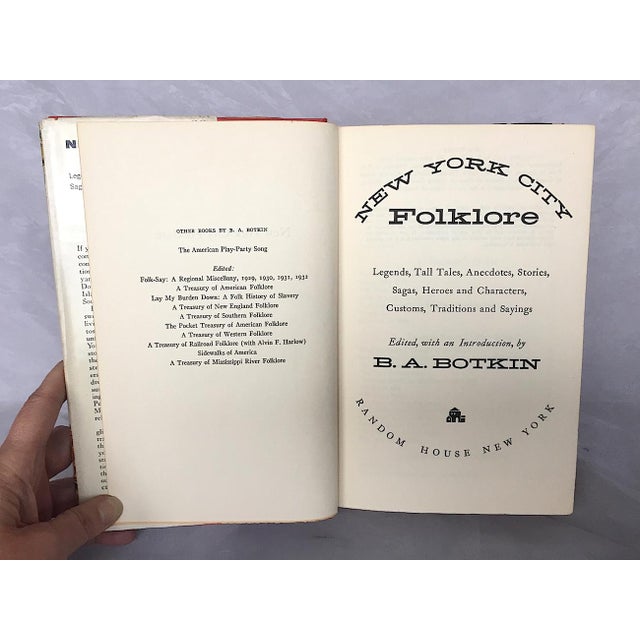 OTHER BOOKS BY B. A. BOTKIN
The American Play-Party Song
Edited:
Folk-Say: A Regional Miscellany, 1929, 1930, 1931, 1932
A Treasury of American Folklore
Lay My Burden Down: A Folk History of Slavery
A Treasury of New England Folklore
A Treasury of Southern Folklore
The Pocket Treasury of American Folklore
A Treasury of Western Folklore
A Treasury of Railroad Folklore (with Alvin F. Harlow)
Sidewalks of America
A Treasury of Mississippi River Folklore
NEW YORK CITY
Folklore
Legends, Tall Tales, Anecdotes, Stories,
Sagas, Heroes and Characters,
Customs, Traditions and Sayings
Edited, with an Introduction, by
B. A. BOTKIN
RANDOM HOUSE NEW YORK